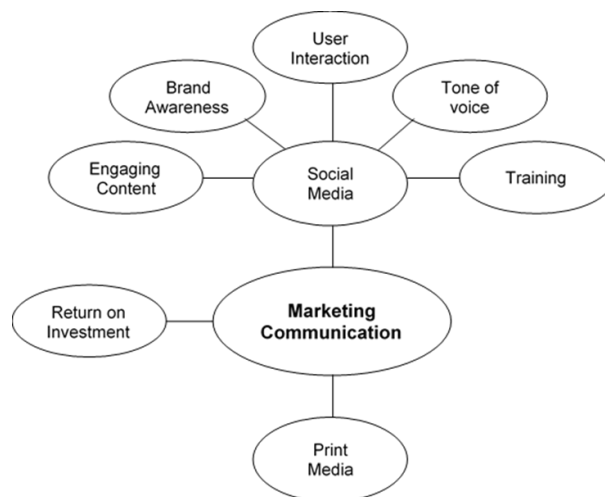 User
Interaction
Brand
Awareness
Tone of
voice
Engaging
Content
Social
Media
Training
Return on
Investment
Marketing
Communication
Print
Media